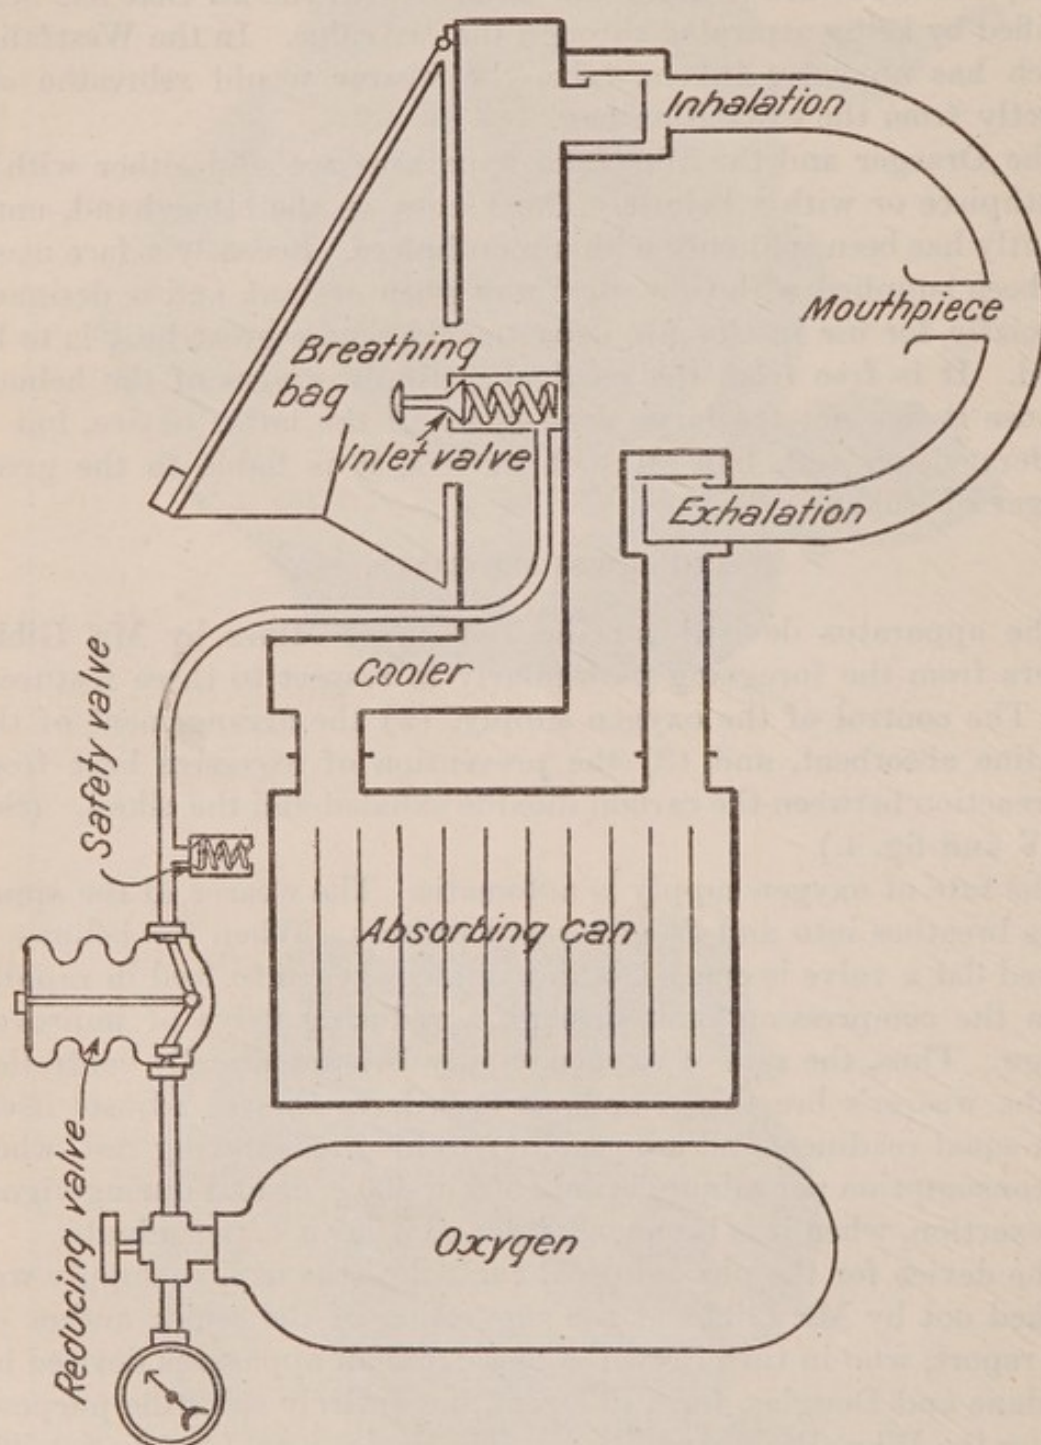 Inhalation
Mouthpiece
Breathing
bag
Inlet valve
Exhalation
Cooler
Safety valve
Absorbing can
Reducing valve
Oxygen